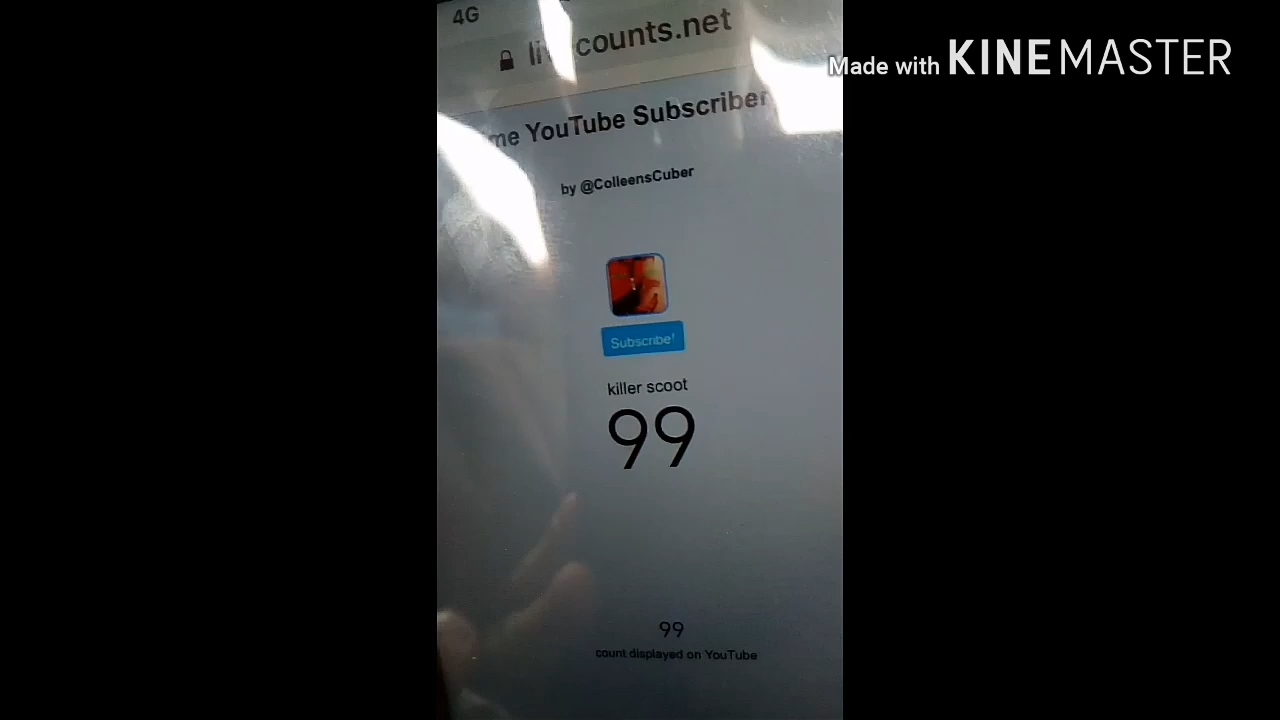 4G
counts.net
Made with KINEMASTER
me YouTube Subscriber
by @ColleensCuber
Subscribe!
killer scoot
99
99
count displayed on YouTube